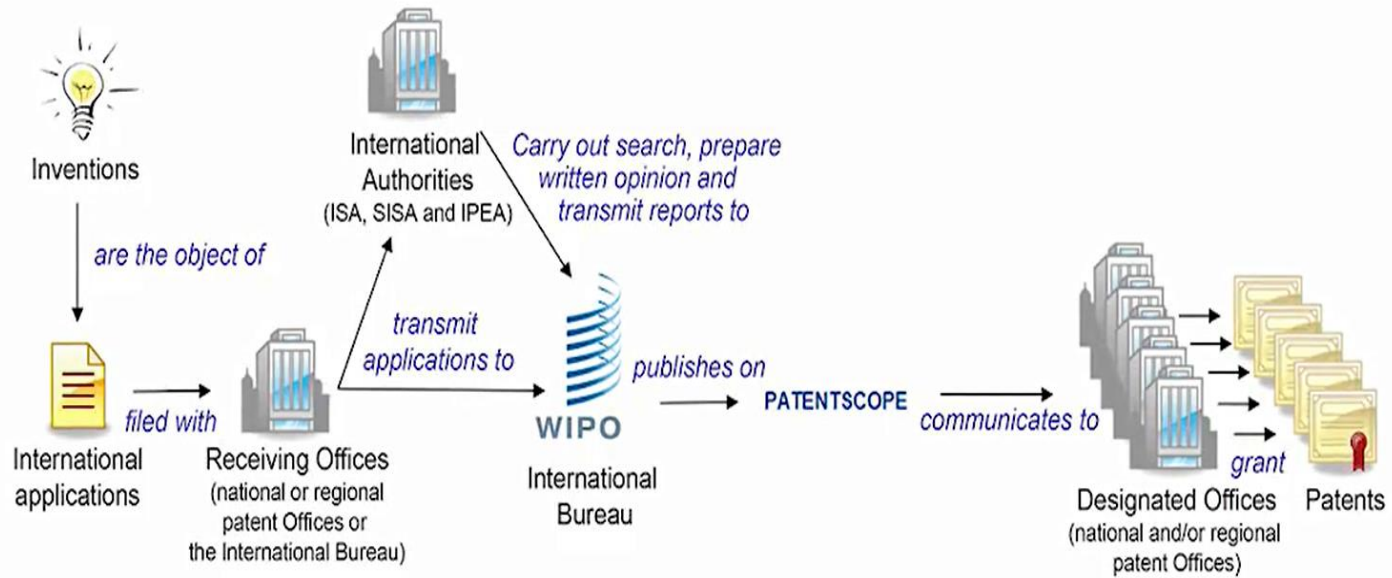 Inventions
are the object of
International
applications
filed with
Receiving Offices
(national or regional
patent Offices or
the International Bureau)
transmit
applications to
International
Authorities
(ISA, SISA and IPEA)
Carry out search, prepare
written opinion and
transmit reports to
WIPO
International
Bureau
publishes on
PATENTSCOPE
communicates to
Designated Offices
(national and/or regional
patent Offices)
grant
Patents